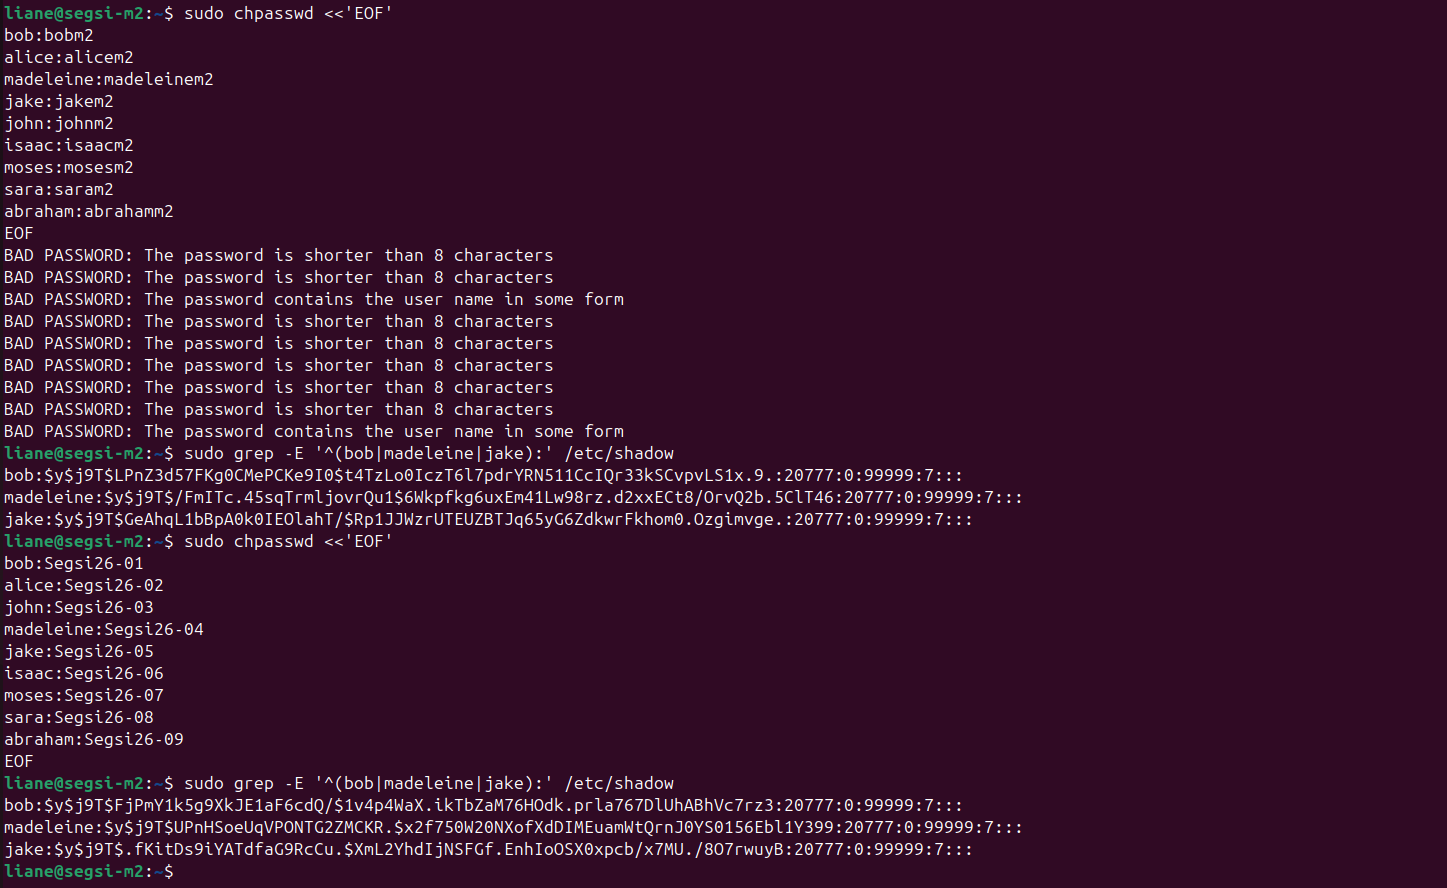 liane@segsi-m2:~$ sudo chpasswd <<'EOF'
bob:bobm2
alice:alicem2
madeleine:madeleinem2
jake:jakem2
john:johnm2
isaac:isaacm2
moses:mosesm2
sara:saram2
abraham:abrahamm2
EOF
BAD PASSWORD: The password is shorter than 8 characters
BAD PASSWORD: The password is shorter than 8 characters
BAD PASSWORD: The password contains the user name in some form
BAD PASSWORD: The password is shorter than 8 characters
BAD PASSWORD: The password is shorter than 8 characters
BAD PASSWORD: The password is shorter than 8 characters
BAD PASSWORD: The password is shorter than 8 characters
BAD PASSWORD: The password is shorter than 8 characters
BAD PASSWORD: The password contains the user name in some form
liane@segsi-m2:~$ sudo grep -E '^(bob|madeleine|jake):' /etc/shadow
bob:$y$j9T$LPnZ3d57FKg0CMePCKe9I0$t4TzLo0IczT6l7pdrYRN511CcIQr33kSCvpvLS1x.9.:20777:0:99999:7:::
madeleine:$y$j9T$/FmITc.45sqTrmljovrQu1$6Wkpfkg6uxEm41Lw98rz.d2xxECt8/OrvQ2b.5ClT46:20777:0:99999:7:::
jake:$y$j9T$GeAhqL1bBpA0k0IEOlahT/$Rp1JJWzrUTEUZBTJq65yG6ZdkwrFkhom0.Ozgimvge.:20777:0:99999:7:::
liane@segsi-m2:~$ sudo chpasswd <<'EOF'
bob:Segsi26-01
alice:Segsi26-02
john:Segsi26-03
madeleine:Segsi26-04
jake:Segsi26-05
isaac:Segsi26-06
moses:Segsi26-07
sara:Segsi26-08
abraham:Segsi26-09
EOF
liane@segsi-m2:~$ sudo grep -E '^(bob|madeleine|jake):' /etc/shadow
bob:$y$j9T$FjPmY1k5g9XkJE1aF6cdQ/$1v4p4WaX.ikTbZaM76HOdk.prla767DlUhABhVc7rz3:20777:0:99999:7:::
madeleine:$y$j9T$UPnHSoeUqVPONTG2ZMCKR.$x2f750W20NXofXdDIMEuamWtQrnJ0YS0156Ebl1Y399:20777:0:99999:7:::
jake:$y$j9T$.fKitDs9iYATdfaG9RcCu.$XmL2YhdIjNSFGf.EnhIoOSX0xpcb/x7MU./8O7rwuyB:20777:0:99999:7:::
liane@segsi-m2:~$